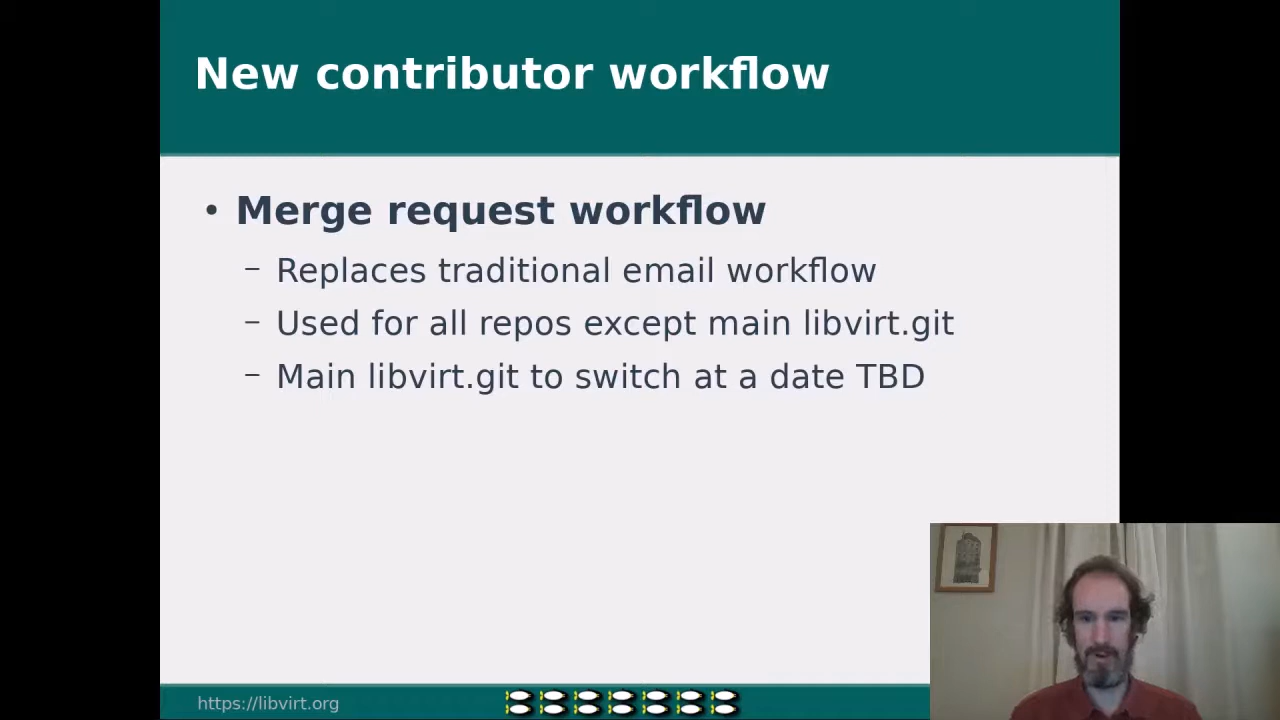 New contributor workflow
• Merge request workflow
– Replaces traditional email workflow
– Used for all repos except main libvirt.git
– Main libvirt.git to switch at a date TBD
https://libvirt.org